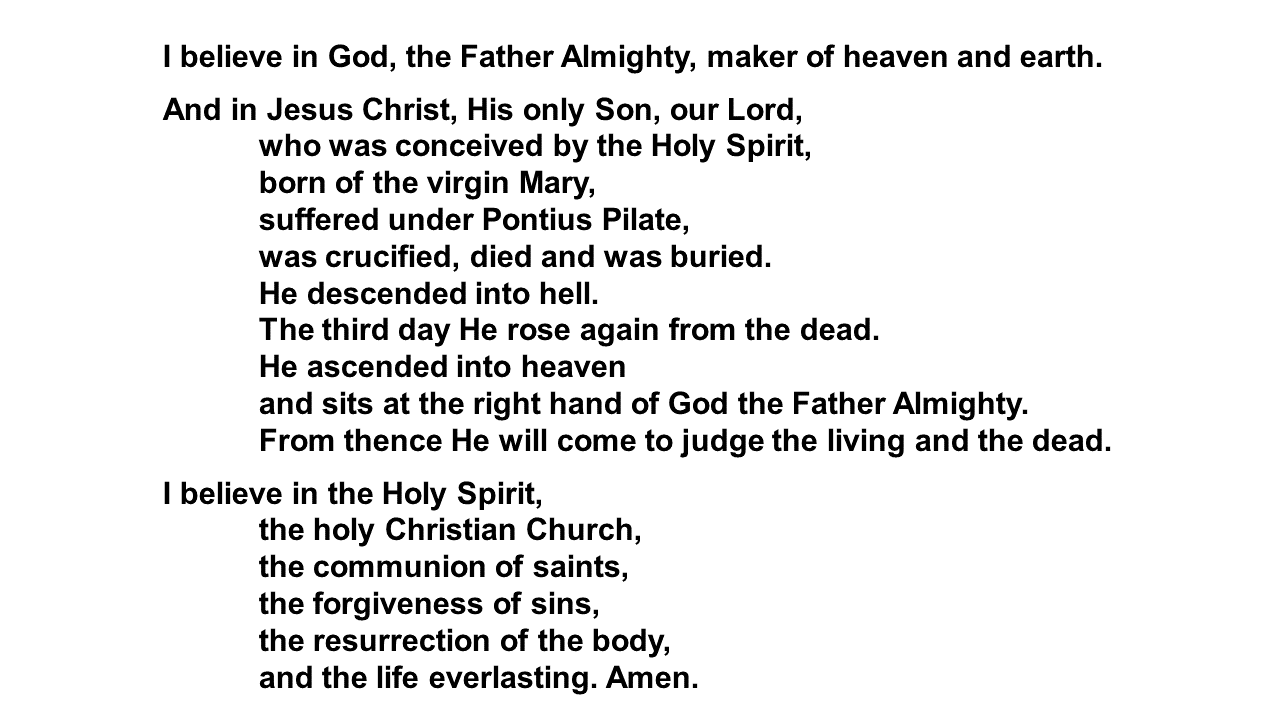 I believe in God, the Father Almighty, maker of heaven and earth.
And in Jesus Christ, His only Son, our Lord,
who was conceived by the Holy Spirit,
born of the virgin Mary,
suffered under Pontius Pilate,
was crucified, died and was buried.
He descended into hell.
The third day He rose again from the dead.
He ascended into heaven
and sits at the right hand of God the Father Almighty.
From thence He will come to judge the living and the dead.
I believe in the Holy Spirit,
the holy Christian Church,
the communion of saints,
the forgiveness of sins,
the resurrection of the body,
and the life everlasting. Amen.